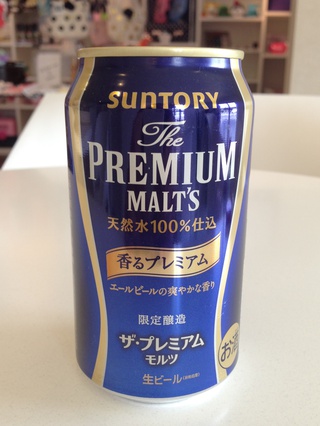 SUNTORY
The
PREMIUM
MALT'S
天然水100%仕込
香るプレミアム
エールビールの爽やかな香り
限定醸造
ザ・プレミアム
モルツ
お酒
生ビール